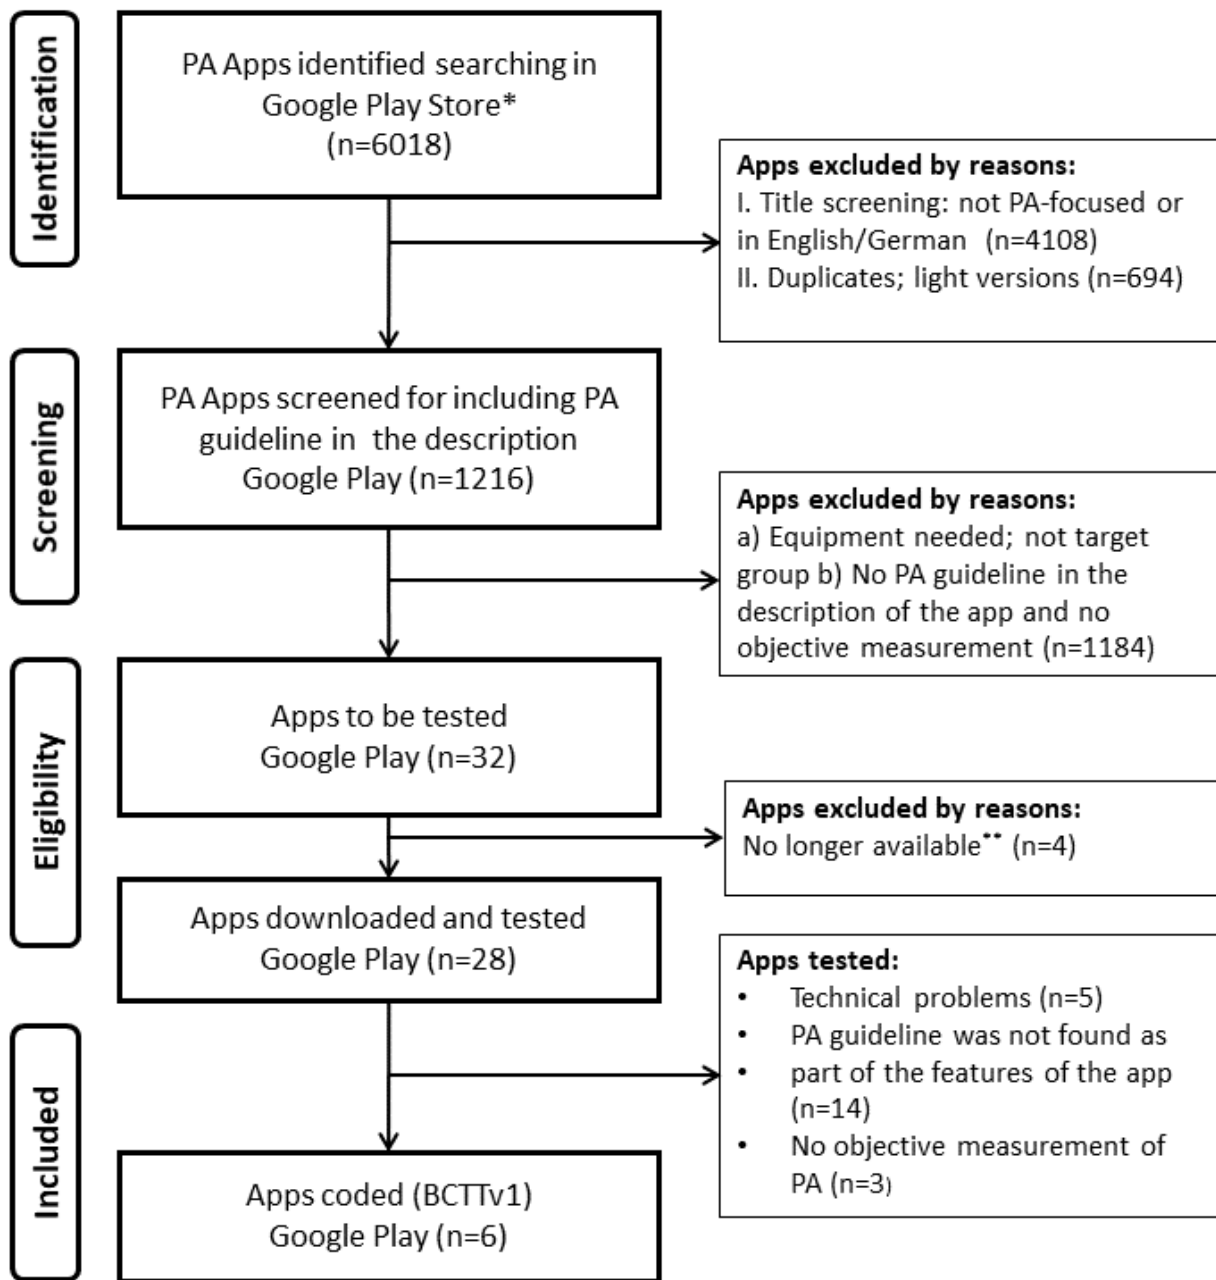 Identification
PA Apps identified searching in
Google Play Store*
(n=6018)
Apps excluded by reasons:
I. Title screening: not PA-focused or
in English/German (n=4108)
II. Duplicates; light versions (n=694)
Screening
PA Apps screened for including PA
guideline in the description
Google Play (n=1216)
Apps excluded by reasons:
a) Equipment needed; not target
group b) No PA guideline in the
description of the app and no
objective measurement (n=1184)
Eligibility
Apps to be tested
Google Play (n=32)
Apps excluded by reasons:
No longer available** (n=4)
Apps downloaded and tested
Google Play (n=28)
Apps tested:
• Technical problems (n=5)
• PA guideline was not found as
• part of the features of the app
(n=14)
• No objective measurement of
PA (n=3)
Included
Apps coded (BCTTv1)
Google Play (n=6)